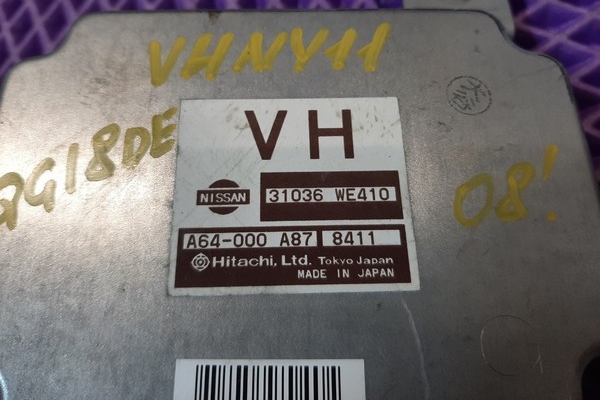 VHNY11
QG18DE
08!
VH
NISSAN
31036 WE410
A64-000 A87 8411
Hitachi, Ltd. Tokyo Japan
MADE IN JAPAN